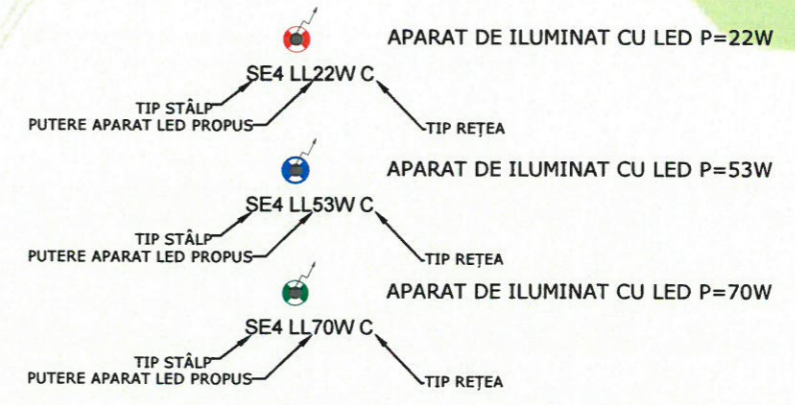 APARAT DE ILUMINAT CU LED P=22W
SE4 LL22W C
TIP STÂLP
PUTERE APARAT LED PROPUS
TIP REȚEA
APARAT DE ILUMINAT CU LED P=53W
SE4 LL53W C
TIP STÂLP
PUTERE APARAT LED PROPUS
TIP REȚEA
APARAT DE ILUMINAT CU LED P=70W
SE4 LL70W C
TIP STÂLP
PUTERE APARAT LED PROPUS
TIP REȚEA